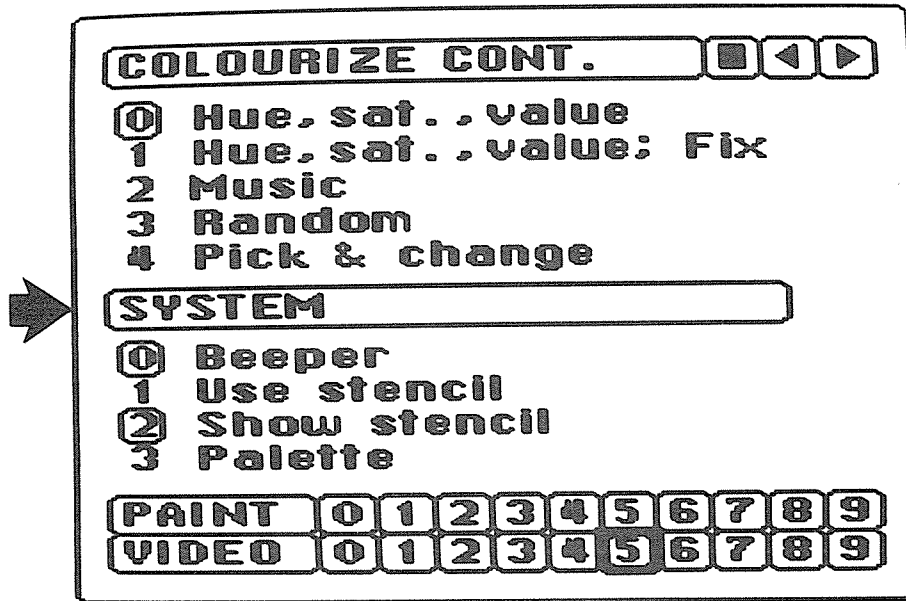 COLOURIZE CONT.
0 Hue, sat., value
1 Hue, sat., value; Fix
2 Music
3 Random
4 Pick & change
SYSTEM
0 Beeper
1 Use stencil
2 Show stencil
3 Palette
PAINT 0 1 2 3 4 5 6 7 8 9
VIDEO 0 1 2 3 4 5 6 7 8 9